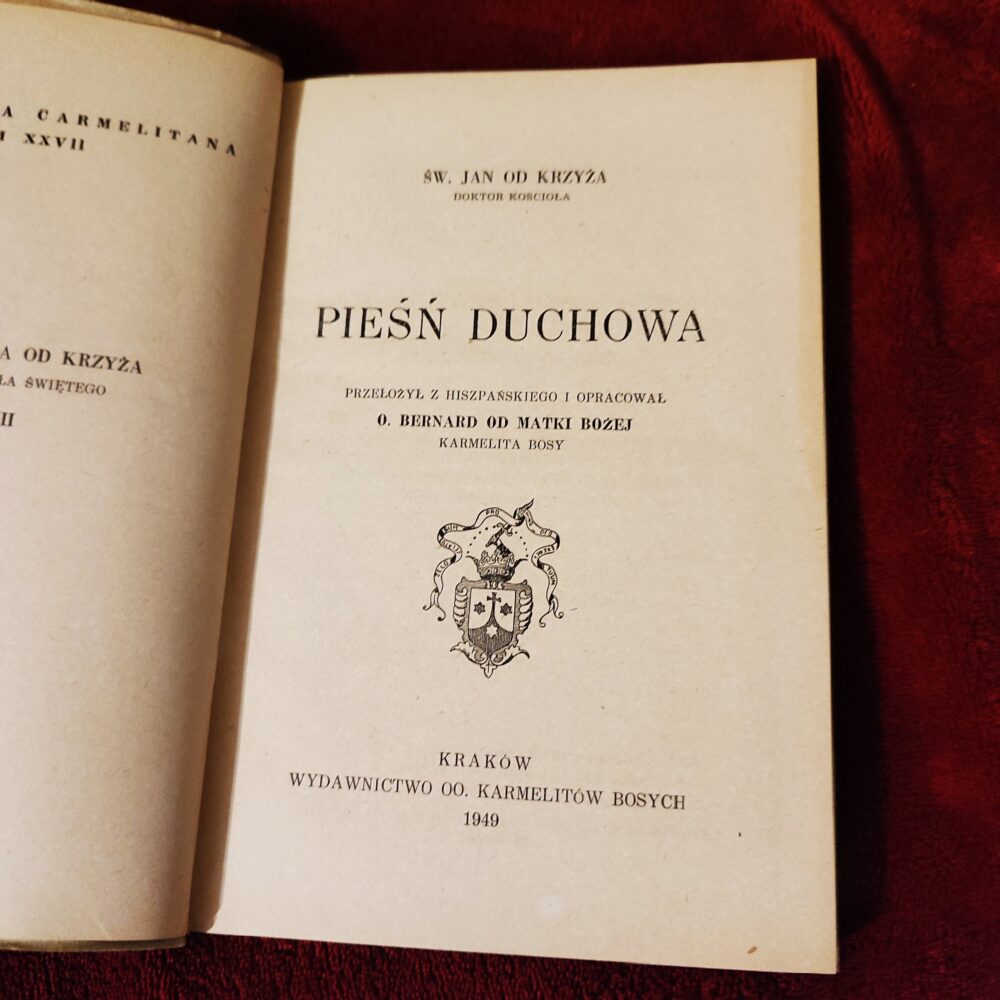 A CARMELITANA
XXVII
A OD KRZYŻA
ŁA ŚWIĘTEGO
II
ŚW. JAN OD KRZYŻA
DOKTOR KOŚCIOŁA
PIEŚŃ DUCHOWA
PRZEŁOŻYŁ Z HISZPAŃSKIEGO I OPRACOWAŁ
O. BERNARD OD MATKI BOŻEJ
KARMELITA BOSY
KRAKÓW
WYDAWNICTWO OO. KARMELITÓW BOSYCH
1949